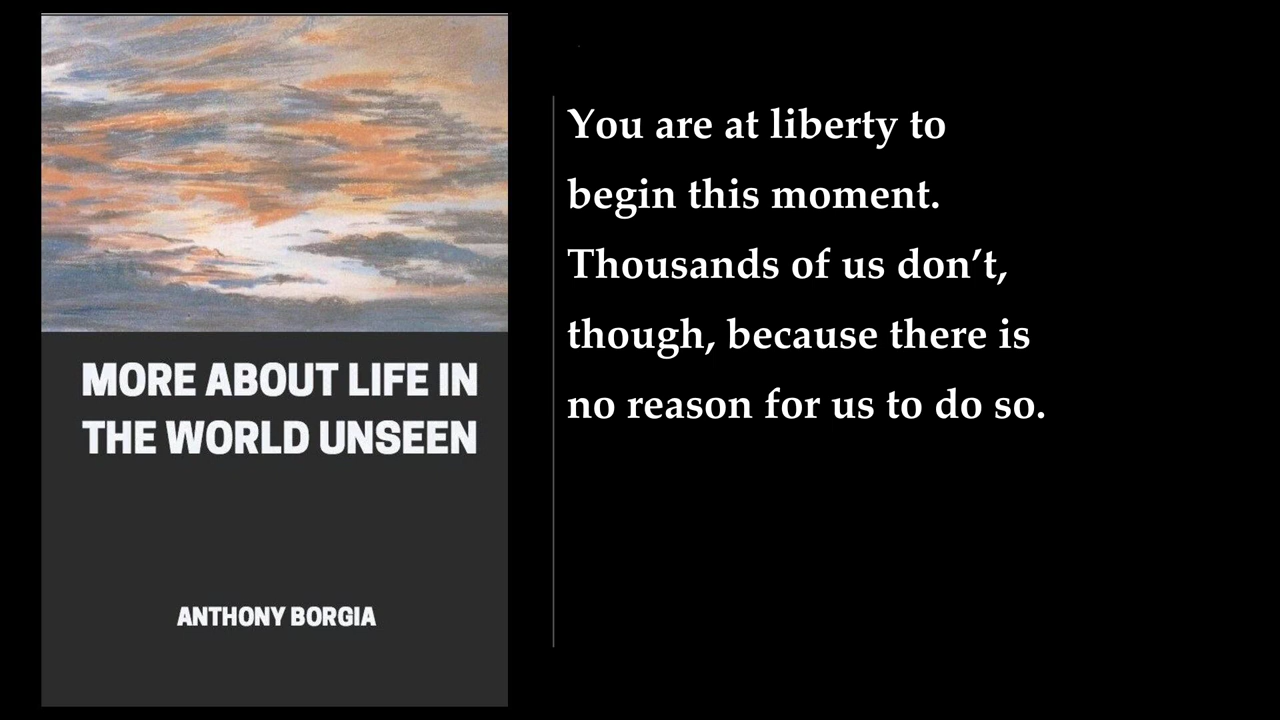 MORE ABOUT LIFE IN
THE WORLD UNSEEN
ANTHONY BORGIA
You are at liberty to
begin this moment.
Thousands of us don’t,
though, because there is
no reason for us to do so.